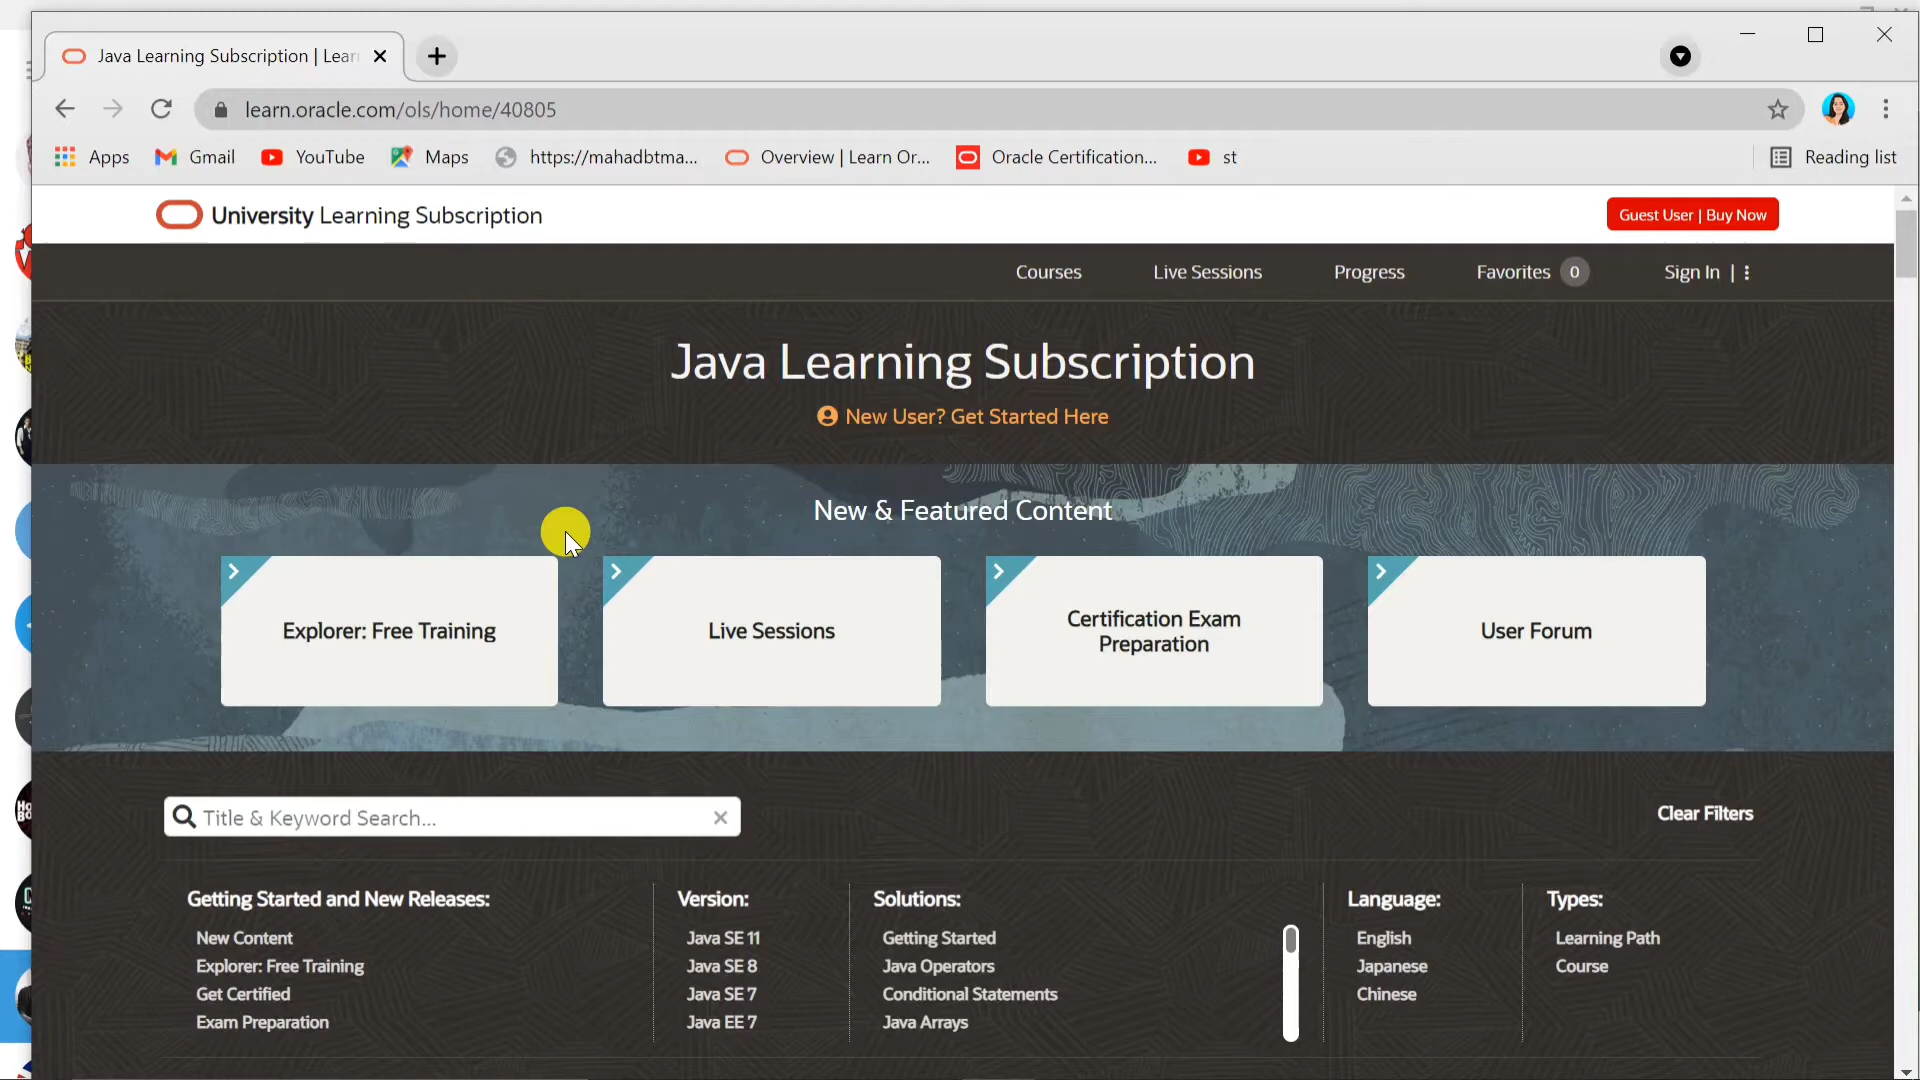 Java Learning Subscription | Lear
learn.oracle.com/ols/home/40805
Apps Gmail YouTube Maps https://mahadbtma... Overview | Learn Or... Oracle Certification... st Reading list
University Learning Subscription
Guest User | Buy Now
Courses Live Sessions Progress Favorites 0 Sign In |
Java Learning Subscription
New User? Get Started Here
New & Featured Content
Explorer: Free Training
Live Sessions
Certification Exam
Preparation
User Forum
Title & Keyword Search...
Clear Filters
Getting Started and New Releases:
New Content
Explorer: Free Training
Get Certified
Exam Preparation
Version:
Java SE 11
Java SE 8
Java SE 7
Java EE 7
Solutions:
Getting Started
Java Operators
Conditional Statements
Java Arrays
Language:
English
Japanese
Chinese
Types:
Learning Path
Course